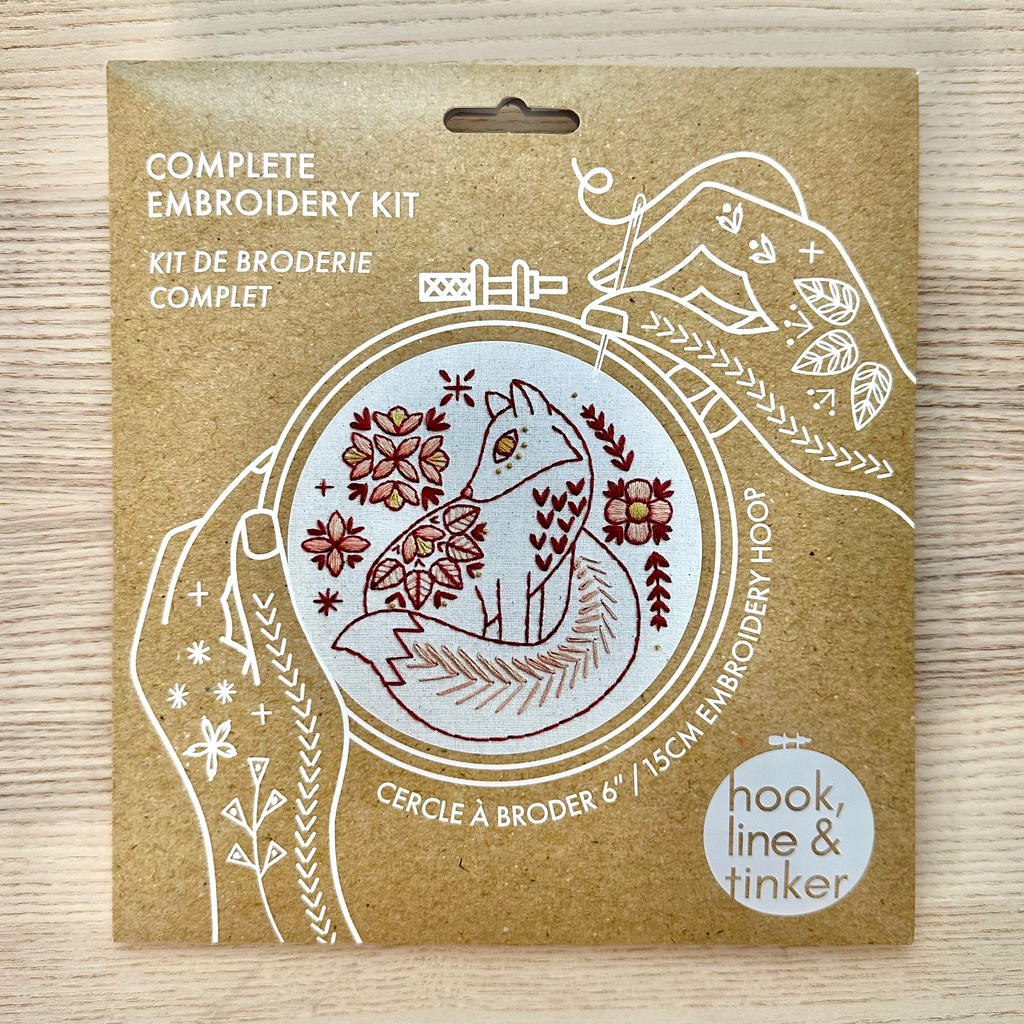 COMPLETE
EMBROIDERY KIT
KIT DE BRODERIE
COMPLET
CERCLE À BRODER 6" / 15CM EMBROIDERY HOOP
hook,
line &
tinker